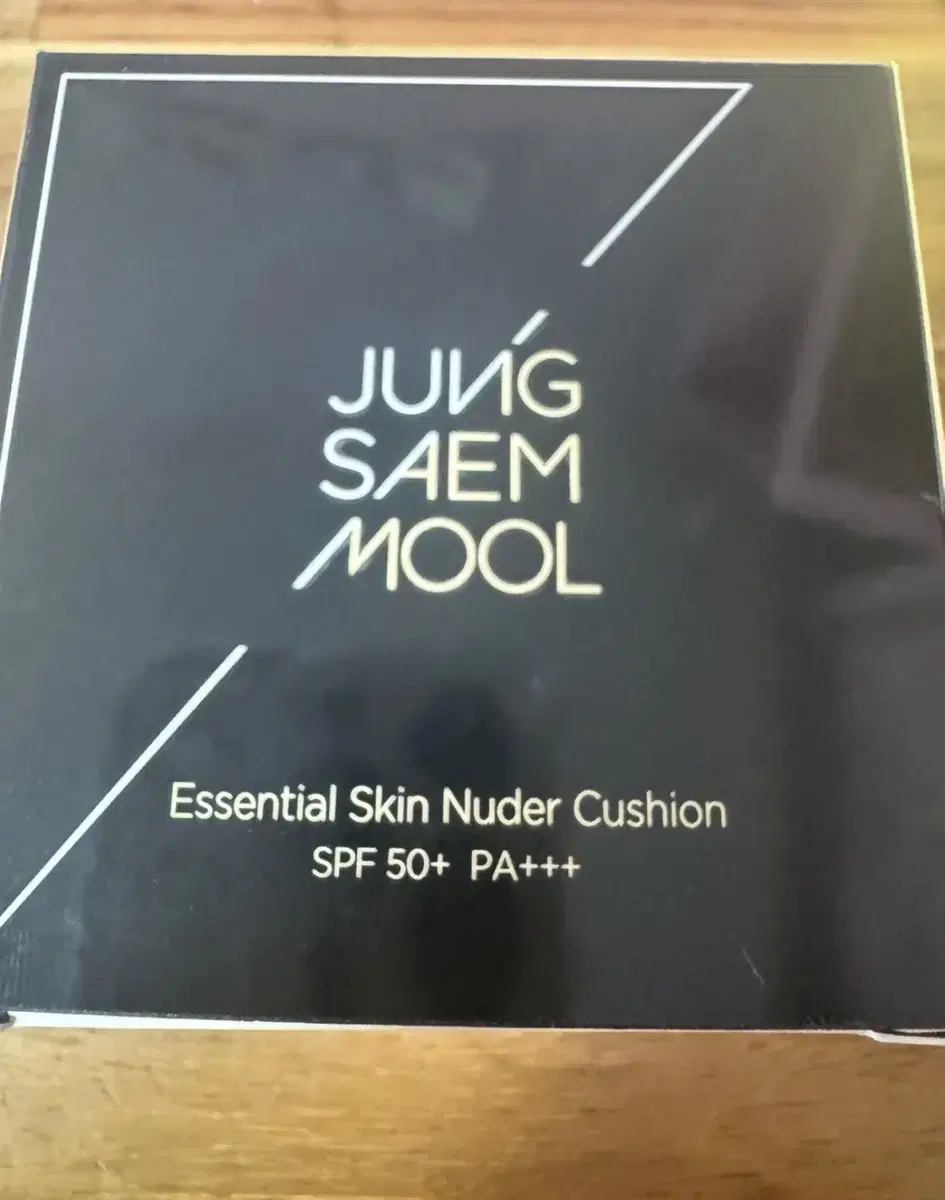 JUNG
SAEM
MOOL
Essential Skin Nuder Cushion
SPF 50+ PA+++